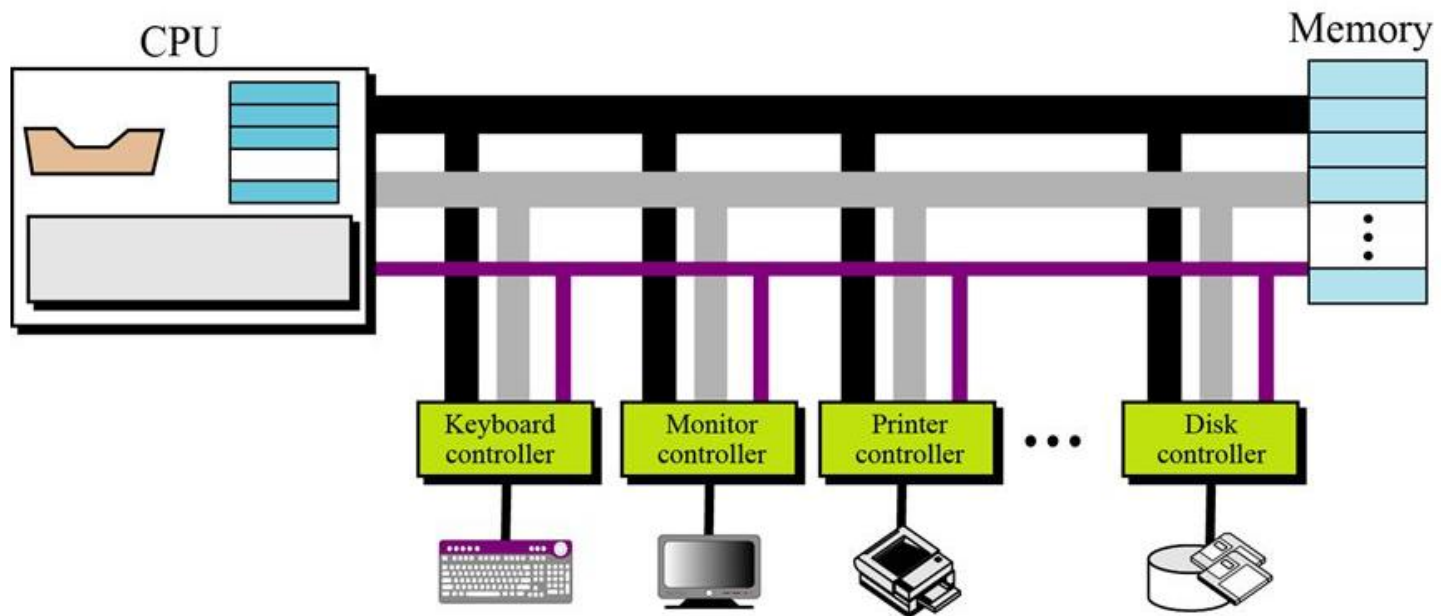 CPU
Memory
Keyboard
controller
Monitor
controller
Printer
controller
Disk
controller